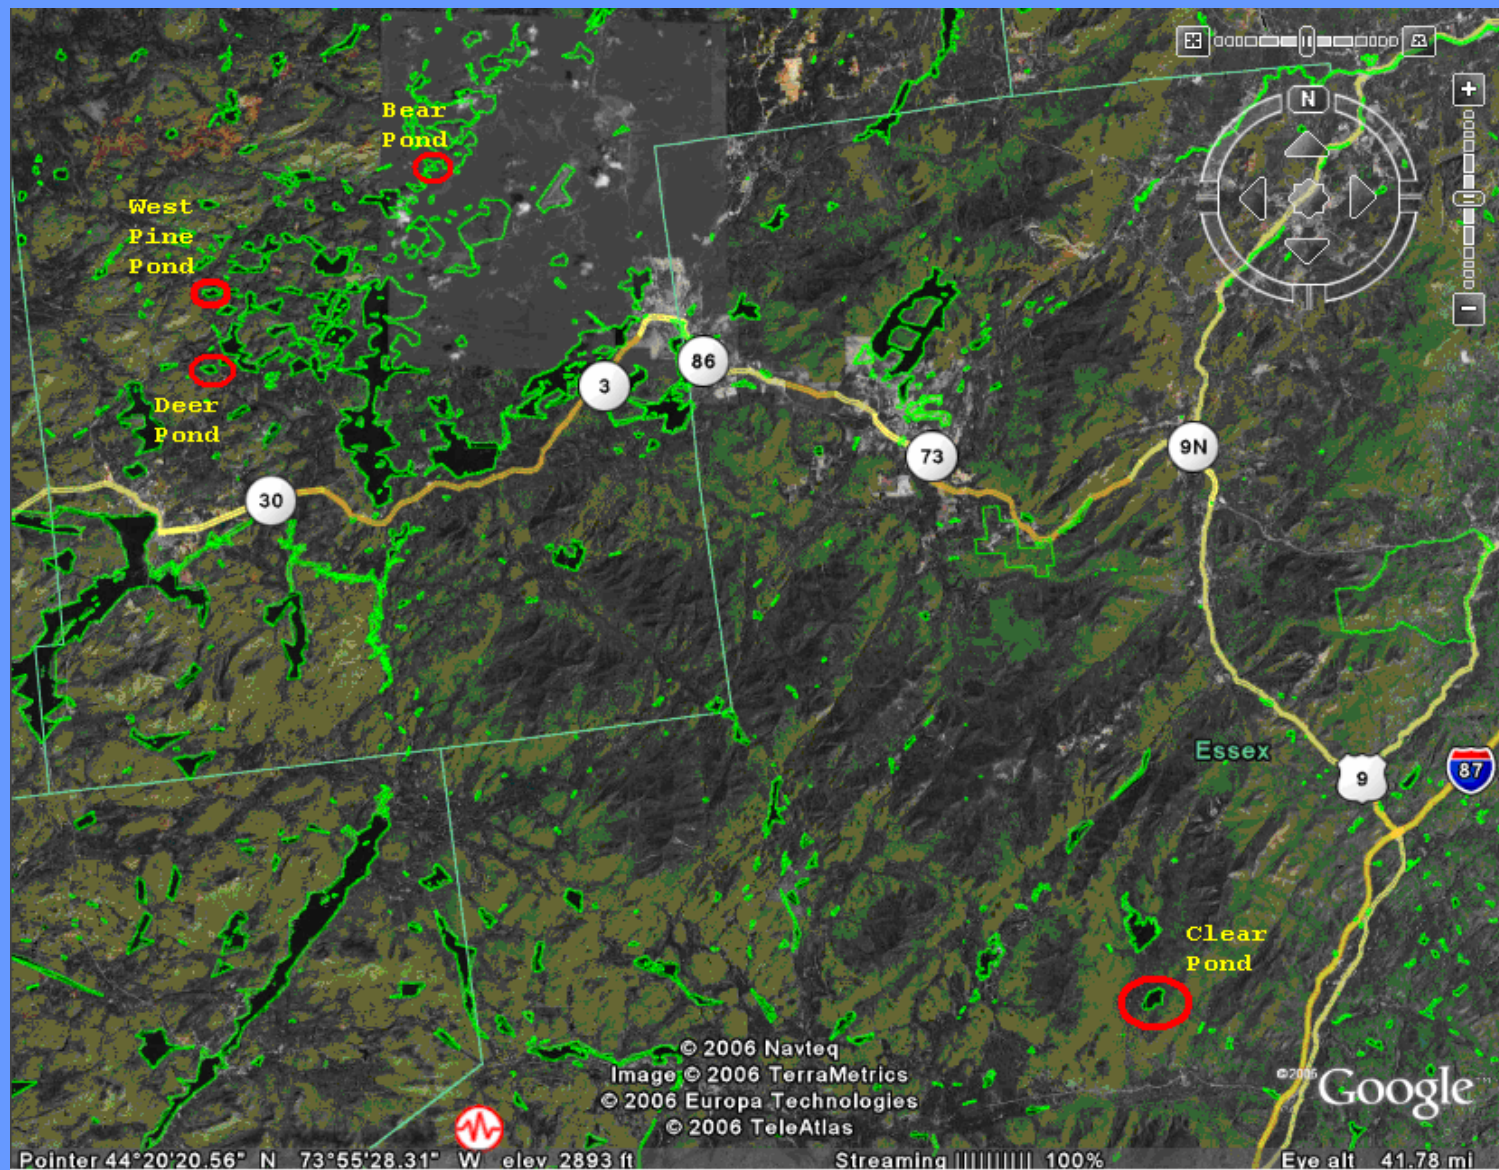 N
Bear
Pond
West
Pine
Pond
Deer
Pond
3
86
73
9N
30
Essex
9
87
Clear
Pond
© 2006 Navteq
Image © 2006 TerraMetrics
© 2006 Europa Technologies
© 2006 TeleAtlas
©2006 Google
Pointer 44°20'20.56" N 73°55'28.31" W elev 2893 ft Streaming |||||||||| 100% Eye alt 41.78 mi